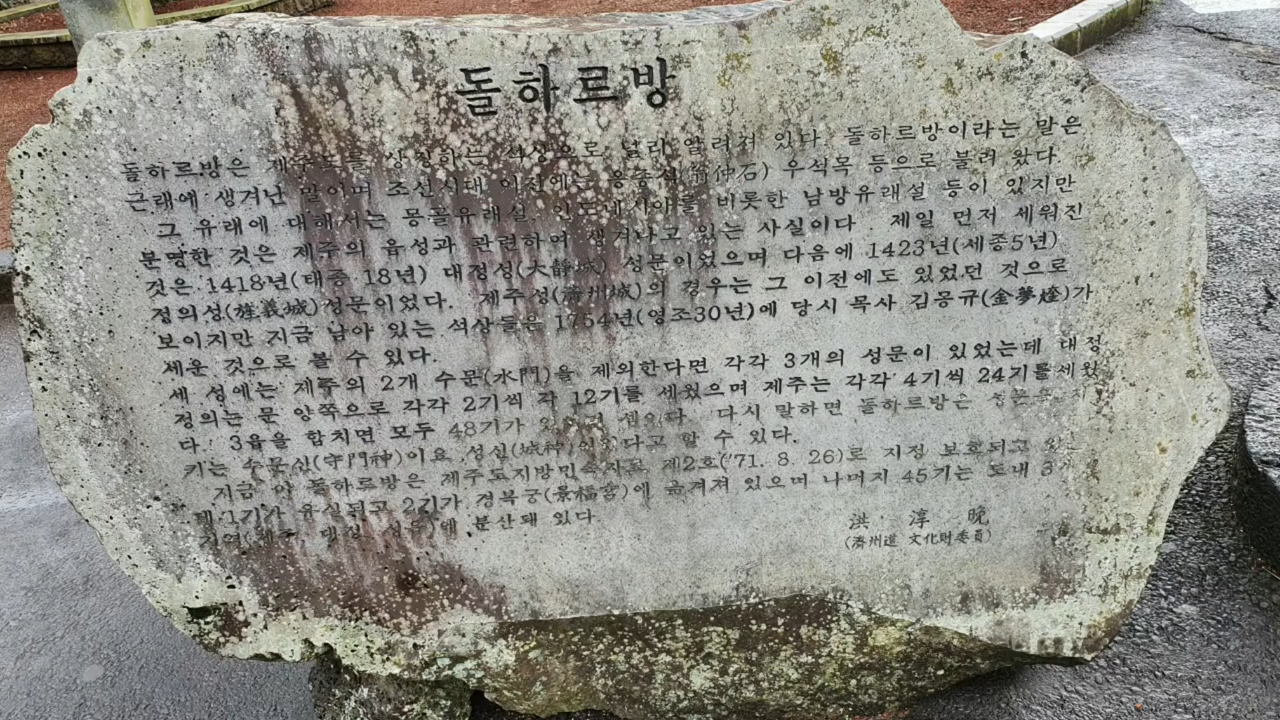 돌하르방
돌하르방은 제주도를 상징하는 석상으로 널리 알려져 있다. 돌하르방이라는 말은
근래에 생겨난 말이며 조선시대 이전에는 옹중석(翁仲石) 우석목 등으로 불려 왔다
그 유래에 대해서는 몽골유래설, 인도네시아를 비롯한 남방유래설 등이 있지만
분명한 것은 제주의 읍성과 관련하여 생겨나고 있는 사실이다 제일 먼저 세워진
것은 1418년(태종 18년) 대정성(大靜城) 성문이었으며 다음에 1423년(세종5년)
정의성(旌義城)성문이었다. 제주성(濟州城)의 경우는 그 이전에도 있었던 것으로
보이지만 지금 남아 있는 석상들은 1754년(영조30년)에 당시 목사 김몽규(金夢煃)가
세운 것으로 볼 수 있다.
세 성에는 제주의 2개 수문(水門)을 제외한다면 각각 3개의 성문이 있었는데 대정
정의는 문 양쪽으로 각각 2기씩 각 12기를 세웠으며 제주는 각각 4기씩 24기를 세웠
다. 3읍을 합치면 모두 48기가 셈이다. 다시 말하면 돌하르방은 성문을
키는 수문신(守門神)이요 성신(城神)이었다고 할 수 있다.
지금 이 돌하르방은 제주도지방민속자료 제2호('71. 8. 26)로 지정 보호되고 있는
데 1기가 유실되고 2기가 경복궁(景福宮)에 옮겨져 있으며 나머지 45기는 도내 3개
지역(제주, 대정, 성읍)에 분산돼 있다
洪 淳 晩
(濟州道 文化財委員)